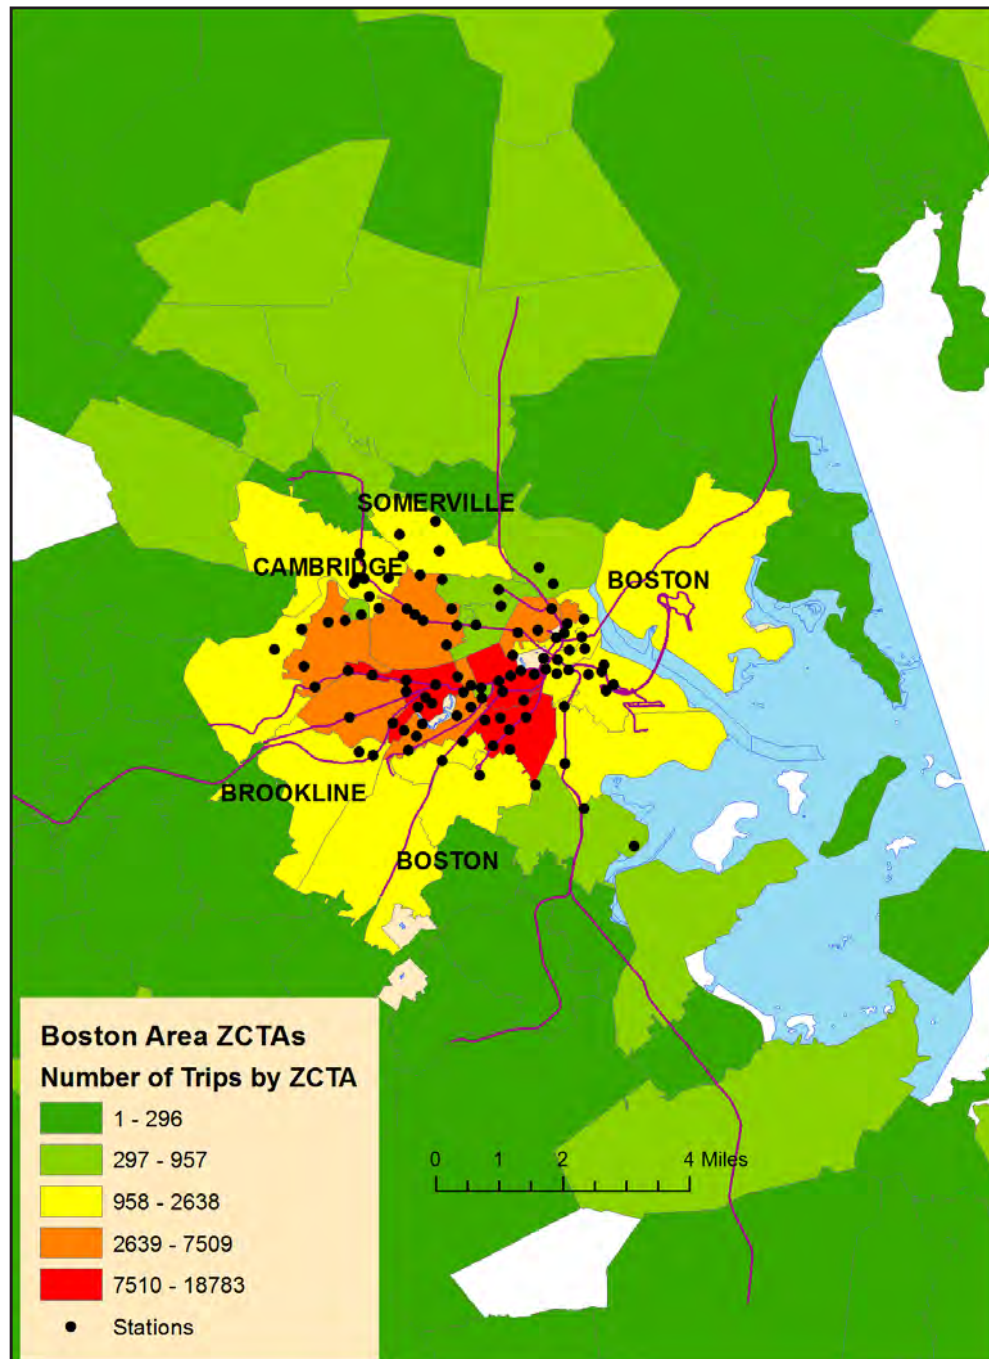 SOMERVILLE
CAMBRIDGE
BOSTON
BROOKLINE
BOSTON
Boston Area ZCTAs
Number of Trips by ZCTA
1 - 296
297 - 957
958 - 2638
2639 - 7509
7510 - 18783
Stations
0 1 2 4 Miles